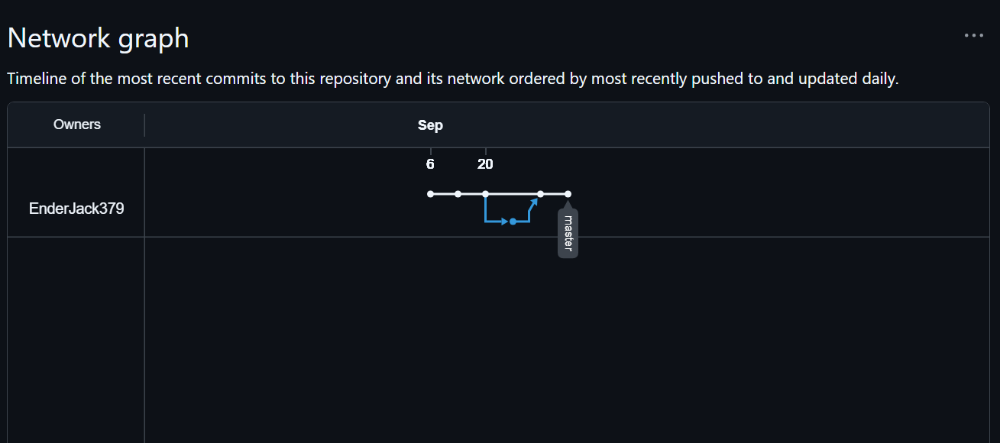 Network graph
Timeline of the most recent commits to this repository and its network ordered by most recently pushed to and updated daily.
Owners
Sep
6
20
EnderJack379
master